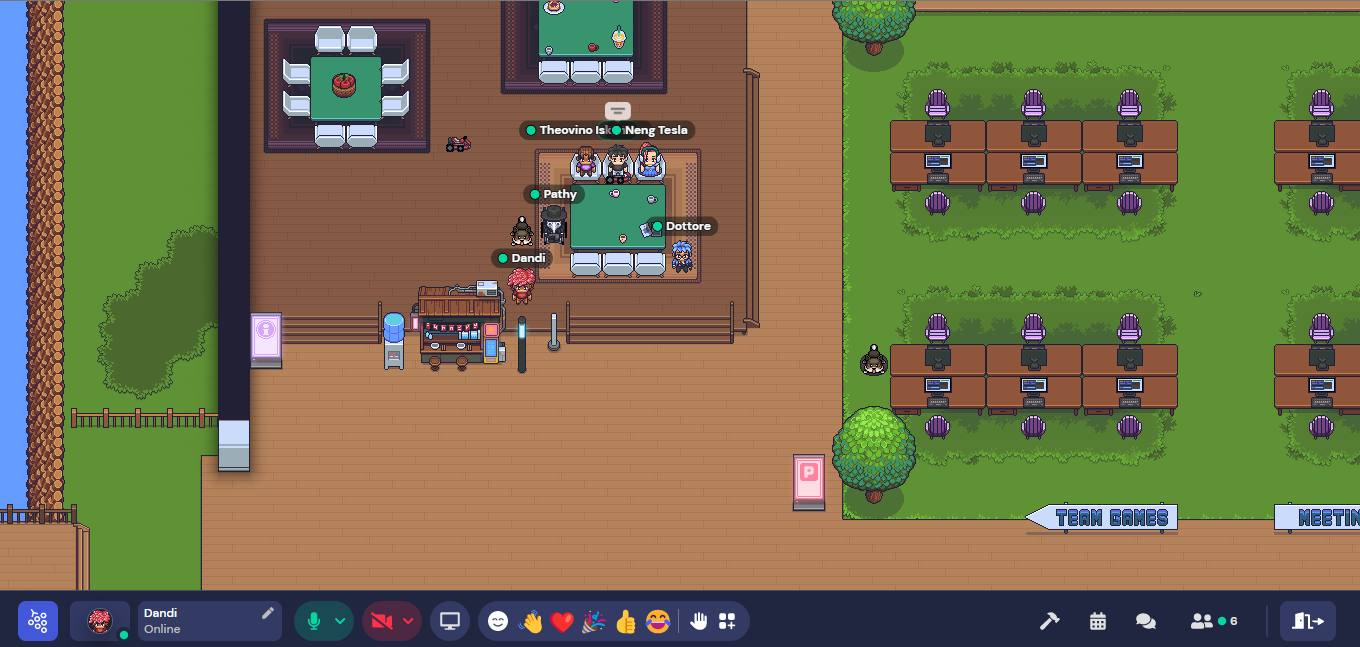 Theovino Is
Neng Tesla
Pathy
Dottore
Dandi
P
TEAM GAMES
MEETIN
Dandi
Online
6